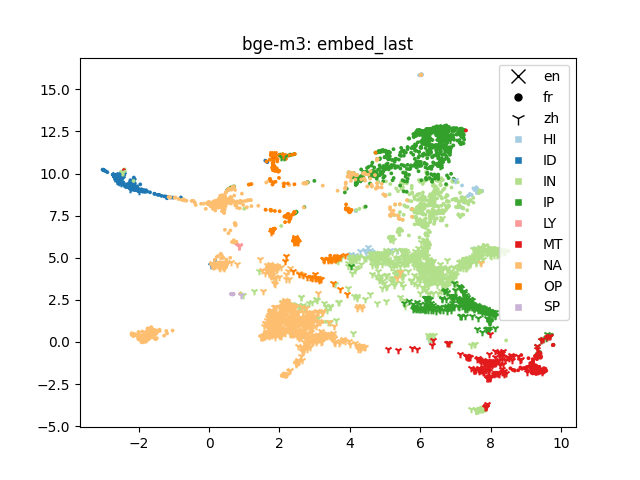 bge-m3: embed_last
15.0
12.5
10.0
7.5
5.0
2.5
0.0
−2.5
−5.0
−2
0
2
4
6
8
10
en
fr
zh
HI
ID
IN
IP
LY
MT
NA
OP
SP